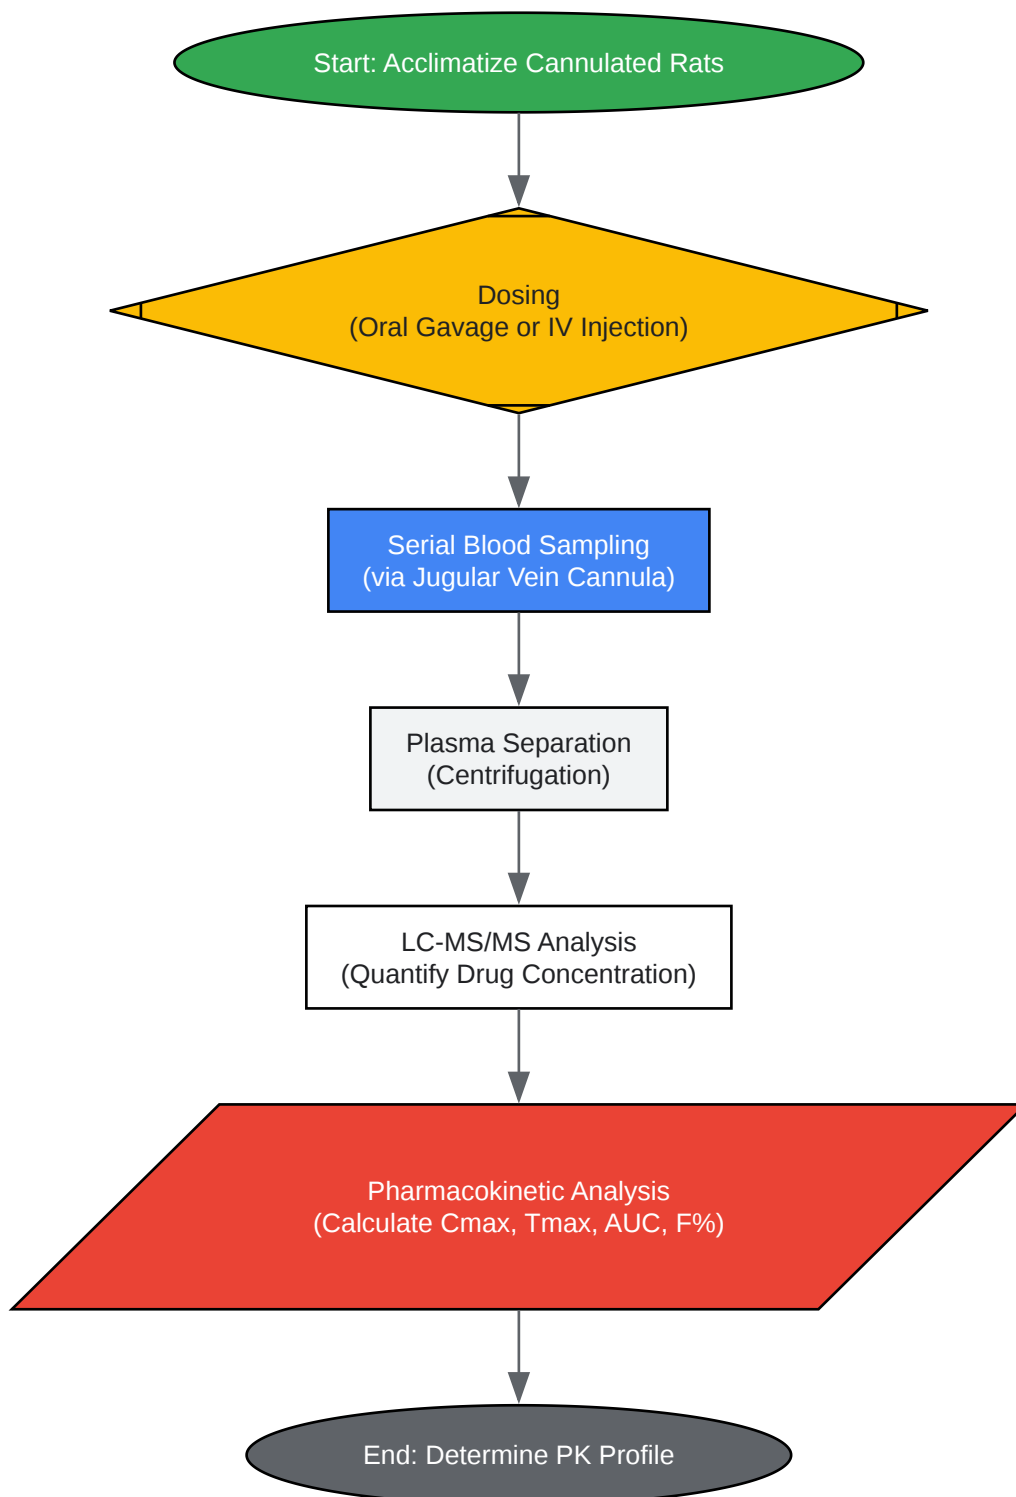 Start: Acclimatize Cannulated Rats
Dosing
(Oral Gavage or IV Injection)
Serial Blood Sampling
(via Jugular Vein Cannula)
Plasma Separation
(Centrifugation)
LC-MS/MS Analysis
(Quantify Drug Concentration)
Pharmacokinetic Analysis
(Calculate Cmax, Tmax, AUC, F%)
End: Determine PK Profile